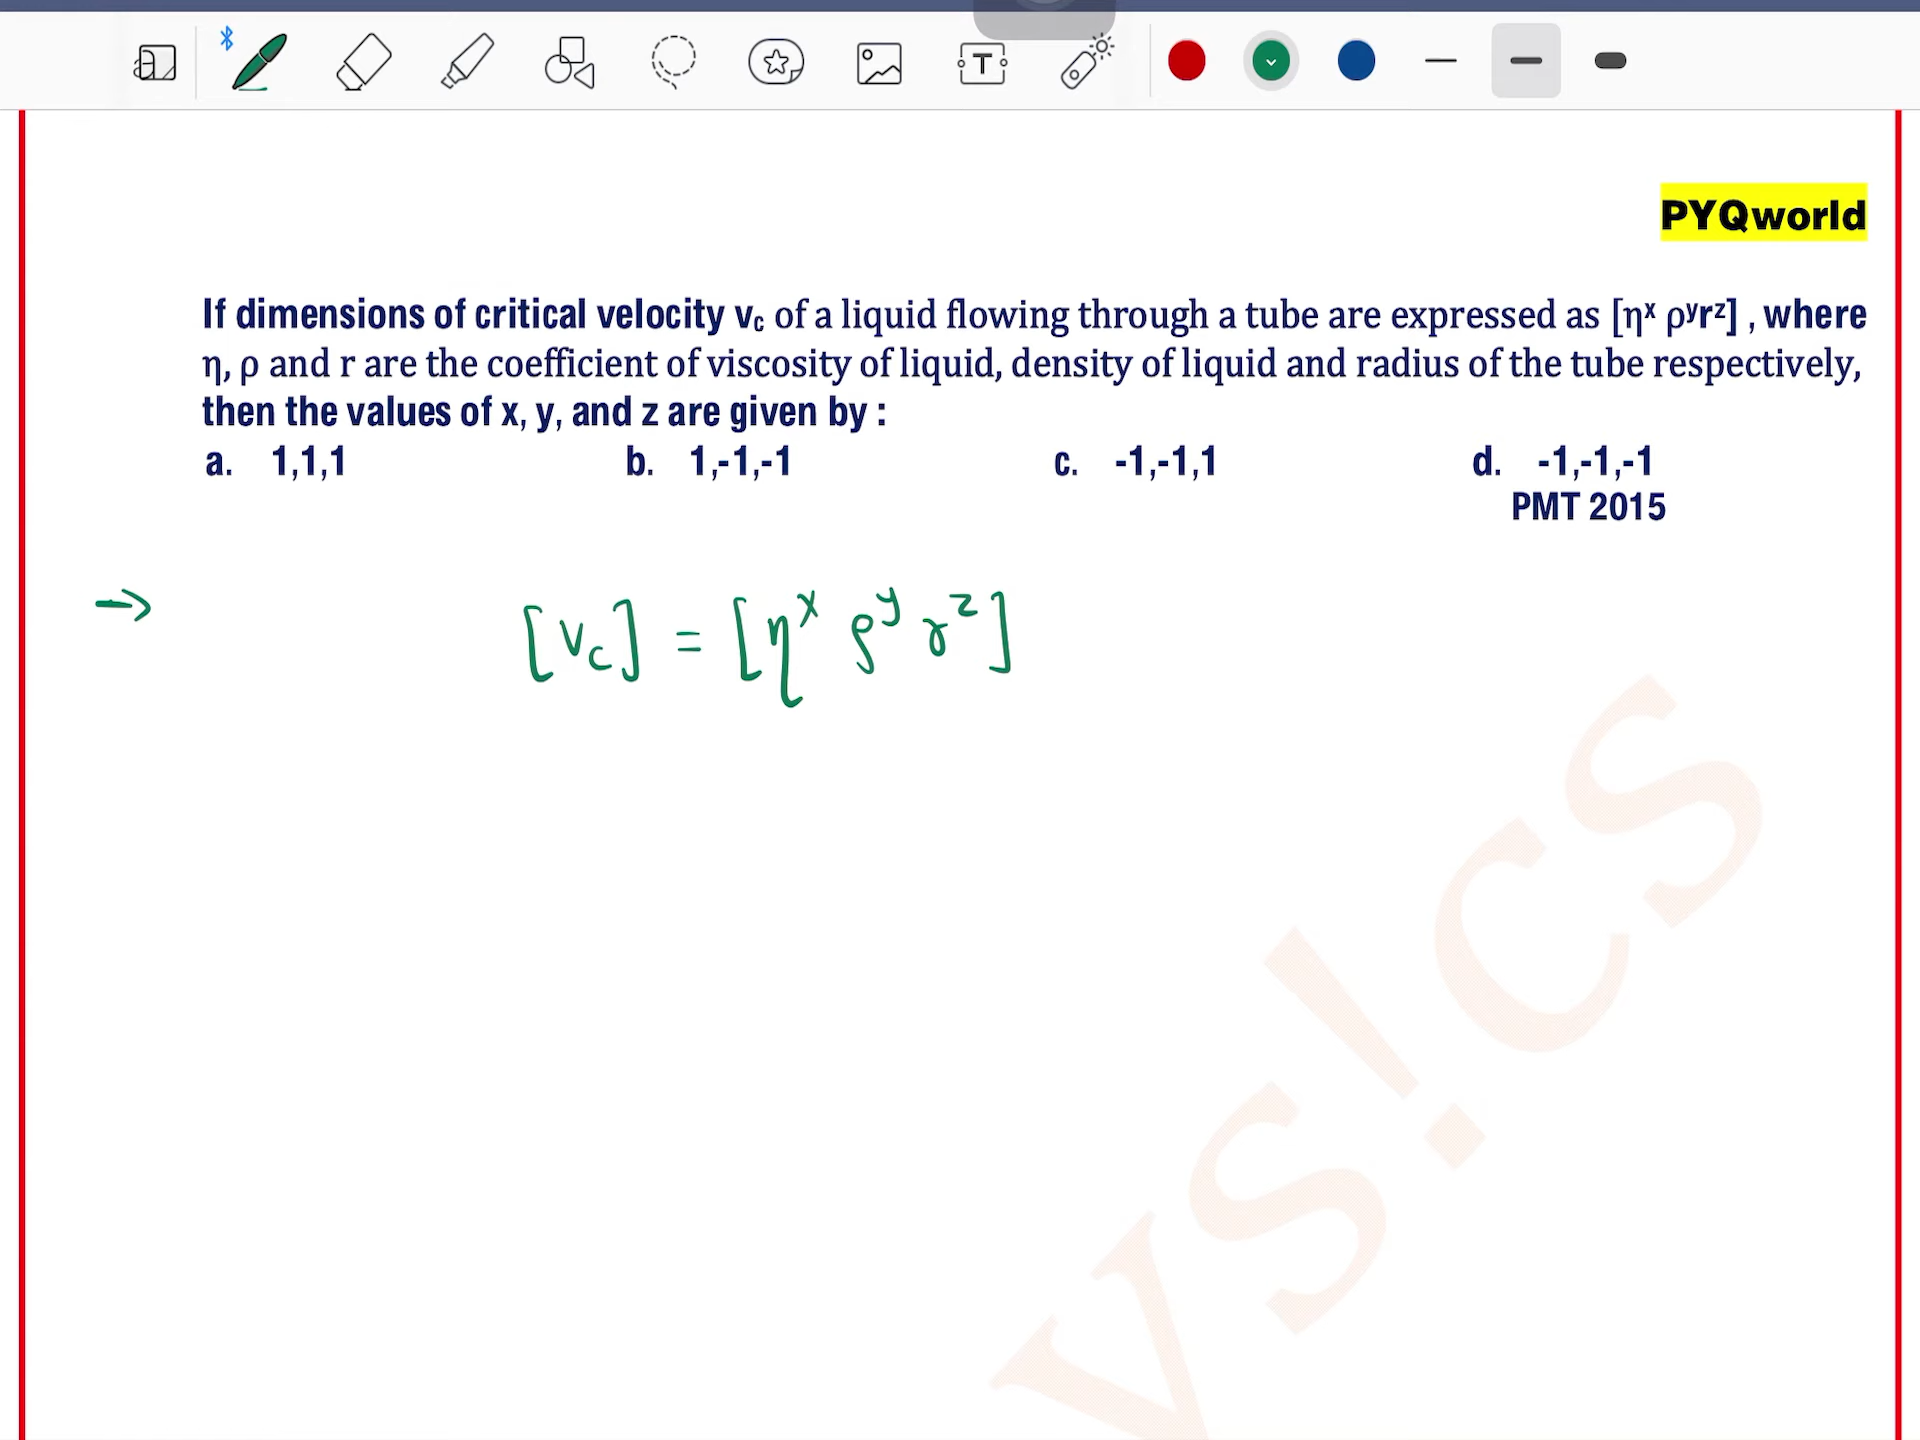 PYQworld
If dimensions of critical velocity v꜀ of a liquid flowing through a tube are expressed as [ηˣ ρʸrᶻ] , where
η, ρ and r are the coefficient of viscosity of liquid, density of liquid and radius of the tube respectively,
then the values of x, y, and z are given by :
a. 1,1,1 b. 1,-1,-1 c. -1,-1,1 d. -1,-1,-1
PMT 2015
→ [v꜀] = [ηˣ ρʸ rᶻ]
vs!cs